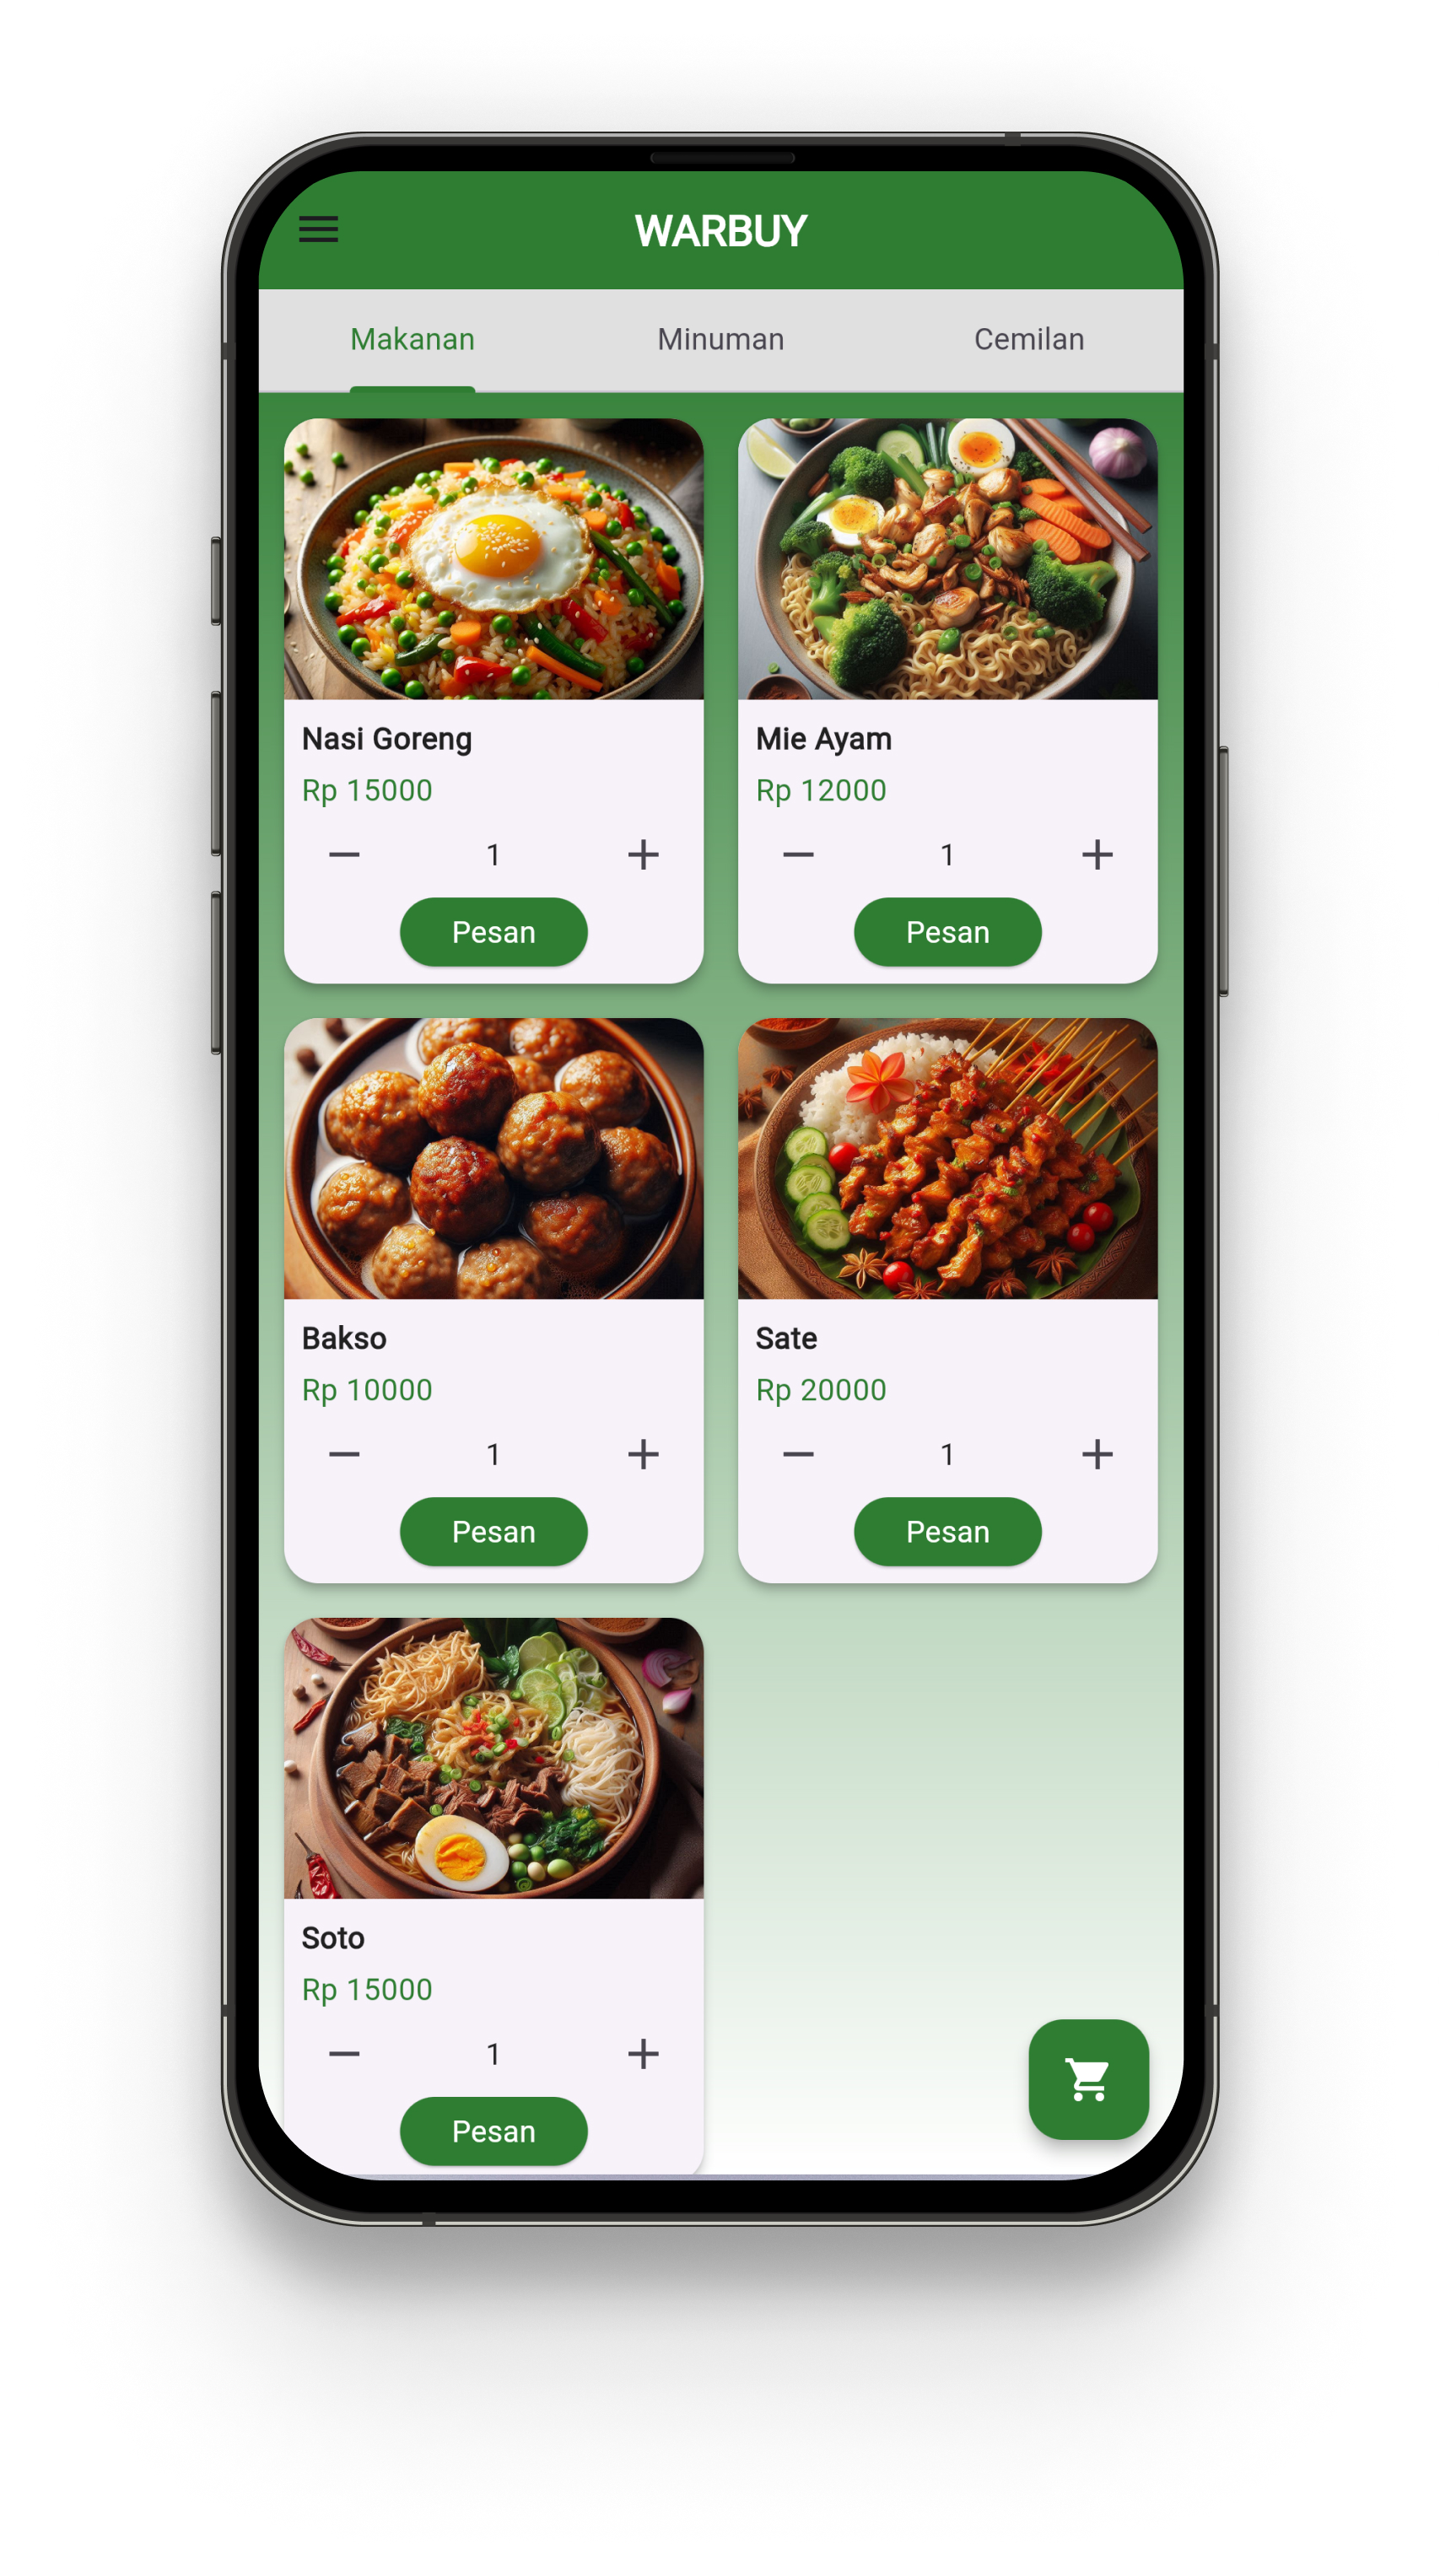 WARBUY
Makanan Minuman Cemilan
Nasi Goreng
Rp 15000
1
Pesan
Mie Ayam
Rp 12000
1
Pesan
Bakso
Rp 10000
1
Pesan
Sate
Rp 20000
1
Pesan
Soto
Rp 15000
1
Pesan